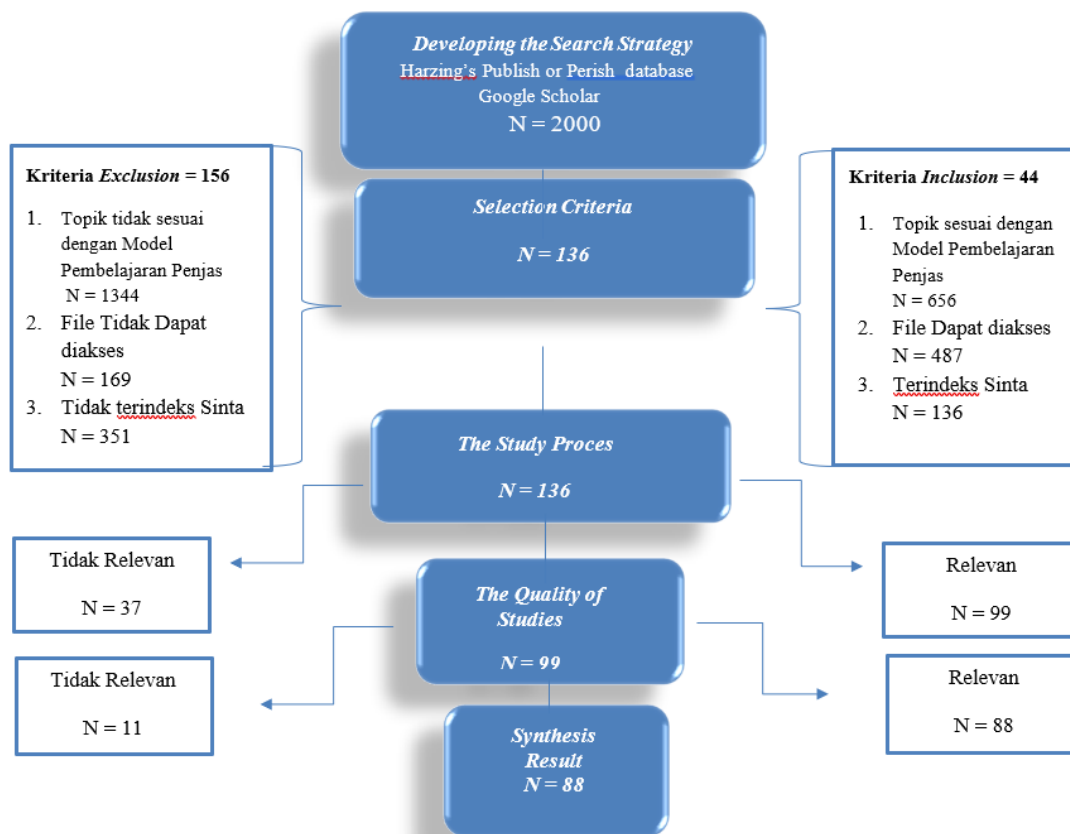 Developing the Search Strategy
Harzing's Publish or Perish database
Google Scholar
N = 2000
Kriteria Exclusion = 156
1. Topik tidak sesuai
dengan Model
Pembelajaran Penjas
N = 1344
2. File Tidak Dapat
diakses
N = 169
3. Tidak terindeks Sinta
N = 351
Selection Criteria
N = 136
Kriteria Inclusion = 44
1. Topik sesuai dengan
Model Pembelajaran
Penjas
N = 656
2. File Dapat diakses
N = 487
3. Terindeks Sinta
N = 136
The Study Proces
N = 136
Tidak Relevan
N = 37
Relevan
N = 99
The Quality of
Studies
N = 99
Tidak Relevan
N = 11
Relevan
N = 88
Synthesis
Result
N = 88